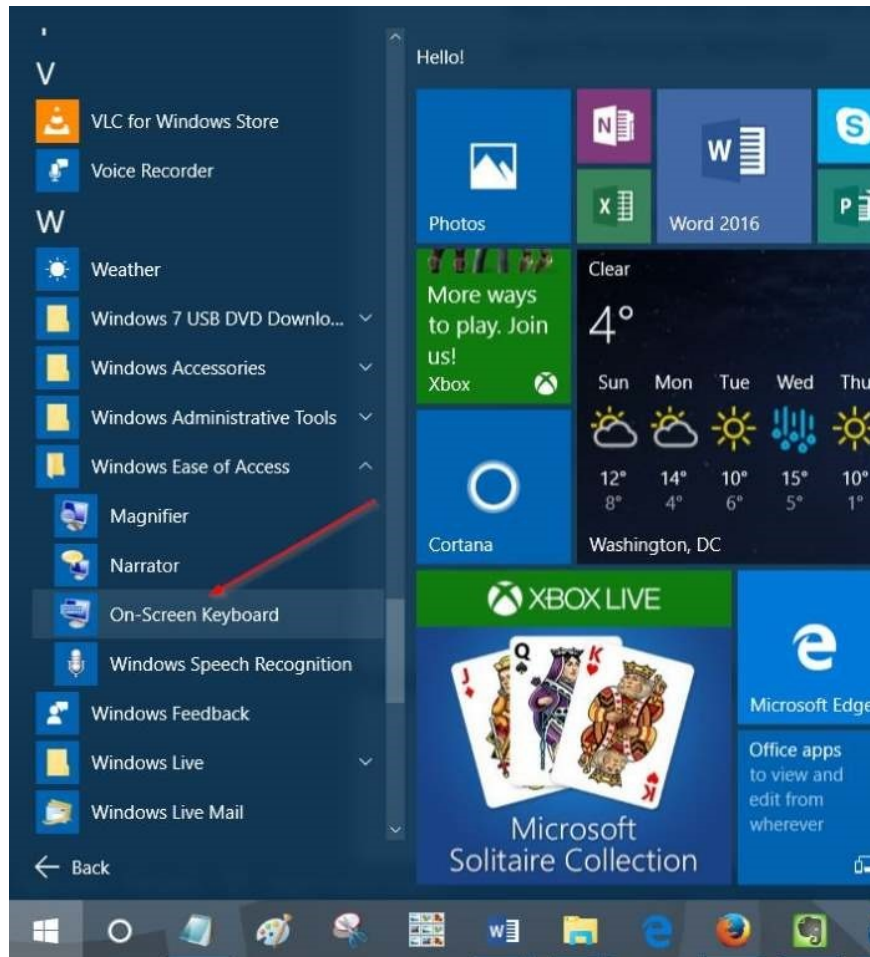 V
VLC for Windows Store
Voice Recorder
W
Weather
Windows 7 USB DVD Downlo...
Windows Accessories
Windows Administrative Tools
Windows Ease of Access
Magnifier
Narrator
On-Screen Keyboard
Windows Speech Recognition
Windows Feedback
Windows Live
Windows Live Mail
Back
Hello!
Photos
N
X
W
Word 2016
S
P
More ways
to play. Join
us!
Xbox
Clear
4°
Sun Mon Tue Wed Thu
12° 14° 10° 15° 10°
8° 4° 6° 5° 1°
Washington, DC
Cortana
XBOX LIVE
J Q K
Microsoft
Solitaire Collection
Microsoft Edge
Office apps
to view and
edit from
wherever
W